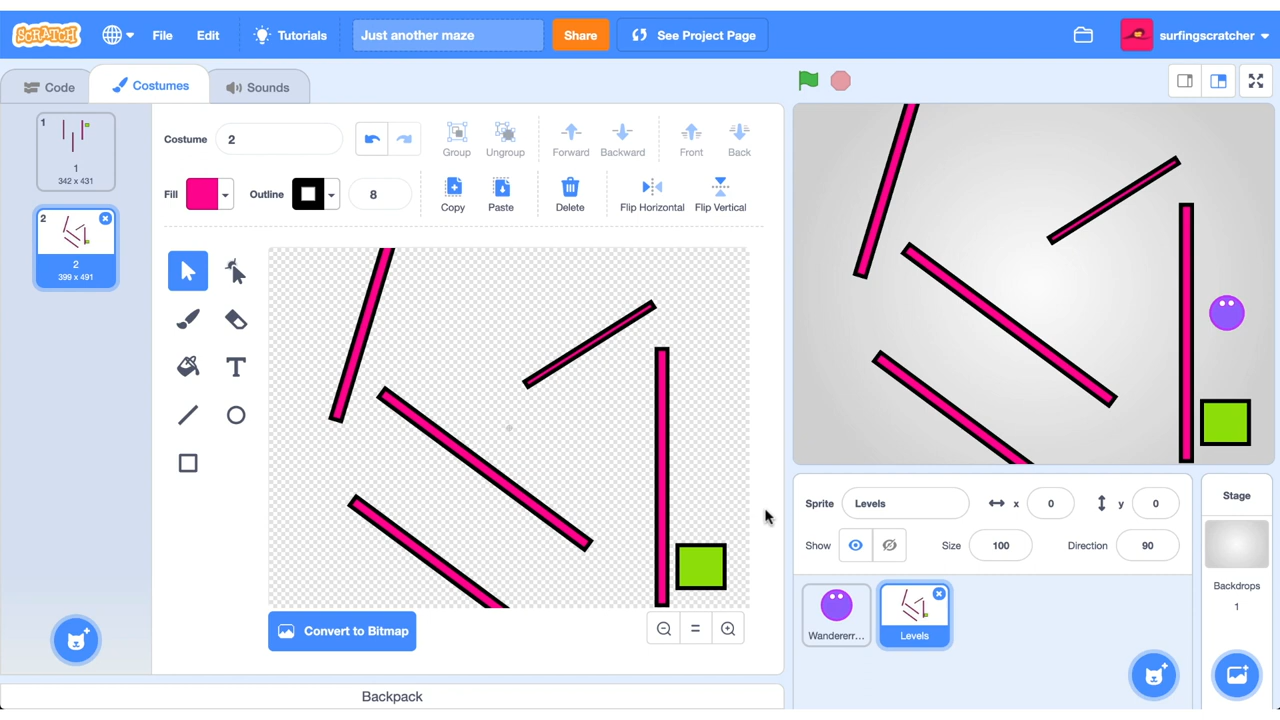 SCRATCH File Edit Tutorials Just another maze Share See Project Page surfingscratcher
Code Costumes Sounds
1
1
342 x 431
2
2
399 x 491
Costume 2 Group Ungroup Forward Backward Front Back
Fill Outline 8 Copy Paste Delete Flip Horizontal Flip Vertical
T
Convert to Bitmap
Backpack
Sprite Levels x 0 y 0
Show Size 100 Direction 90
Wandererr... Levels
Stage
Backdrops
1